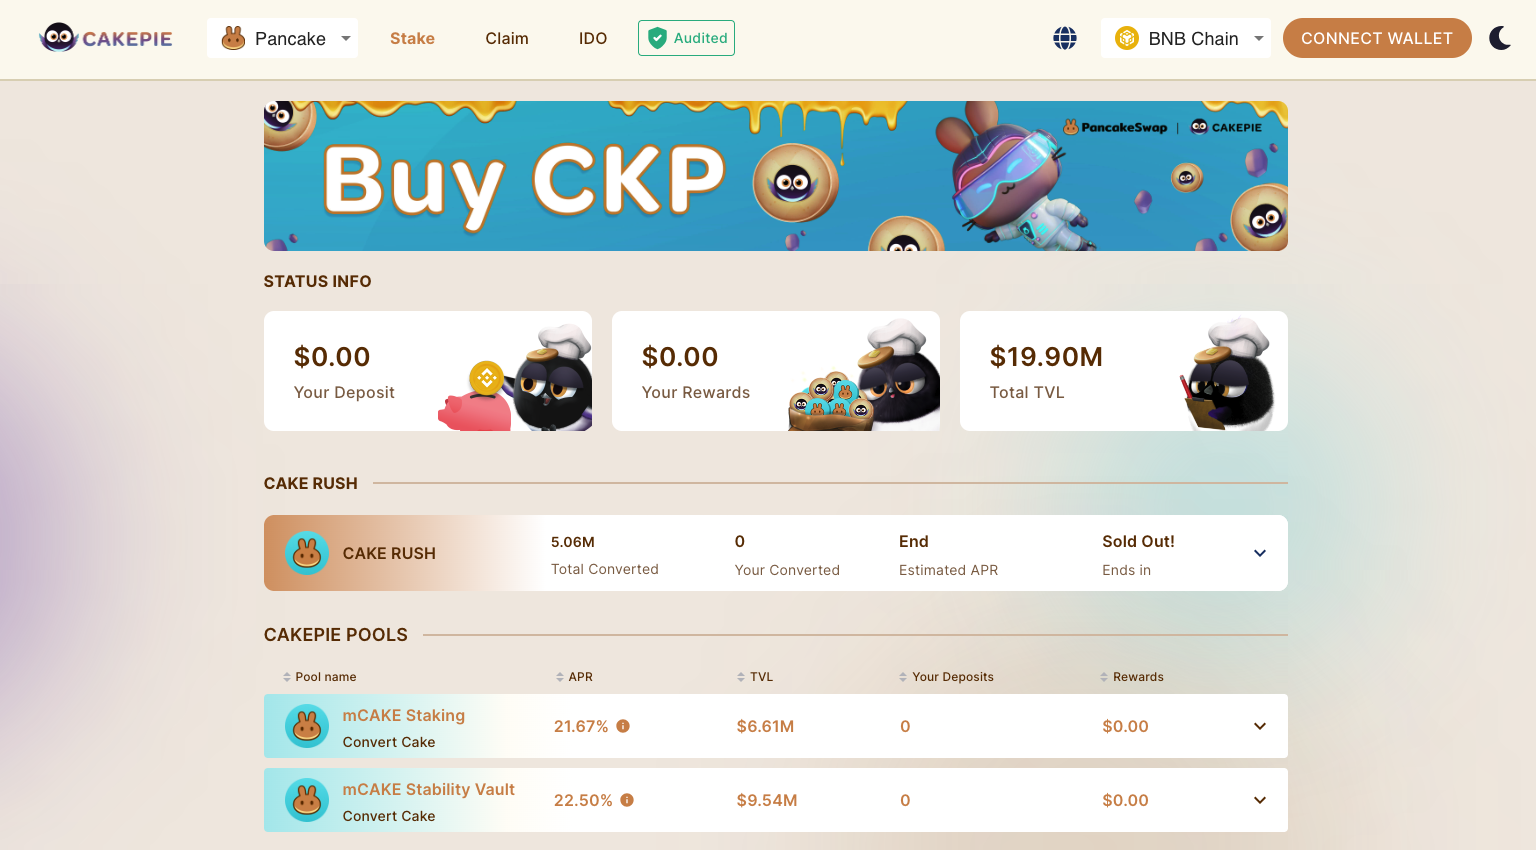 CAKEPIE
Pancake
Stake
Claim
IDO
Audited
BNB Chain
CONNECT WALLET
Buy CKP
PancakeSwap | CAKEPIE
STATUS INFO
$0.00
Your Deposit
$0.00
Your Rewards
$19.90M
Total TVL
CAKE RUSH
CAKE RUSH
5.06M
Total Converted
0
Your Converted
End
Estimated APR
Sold Out!
Ends in
CAKEPIE POOLS
Pool name
APR
TVL
Your Deposits
Rewards
mCAKE Staking
Convert Cake
21.67%
$6.61M
0
$0.00
mCAKE Stability Vault
Convert Cake
22.50%
$9.54M
0
$0.00